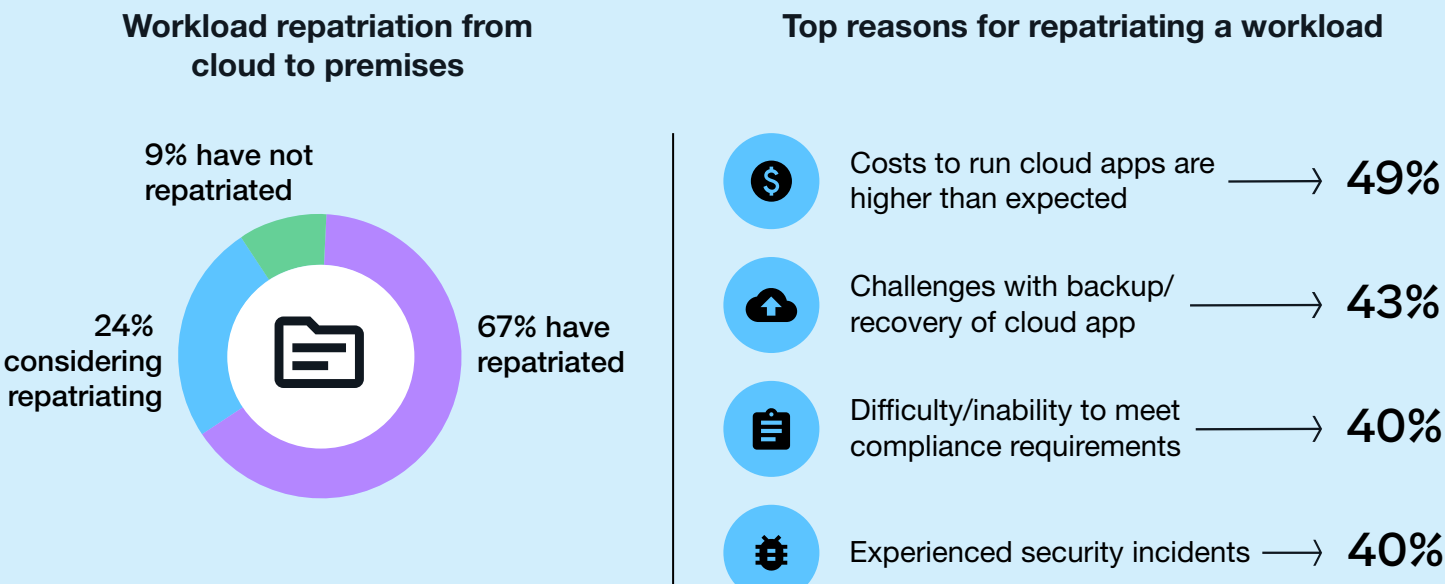 Workload repatriation from
cloud to premises
9% have not
repatriated
24%
considering
repatriating
67% have
repatriated
Top reasons for repatriating a workload
Costs to run cloud apps are
higher than expected
49%
Challenges with backup/
recovery of cloud app
43%
Difficulty/inability to meet
compliance requirements
40%
Experienced security incidents
40%